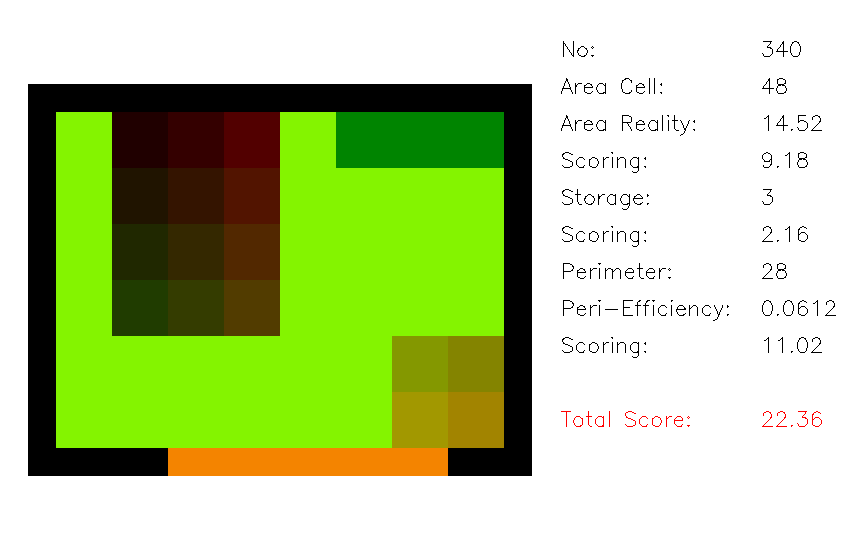 No: 340
Area Cell: 48
Area Reality: 14.52
Scoring: 9.18
Storage: 3
Scoring: 2.16
Perimeter: 28
Peri-Efficiency: 0.0612
Scoring: 11.02
Total Score: 22.36